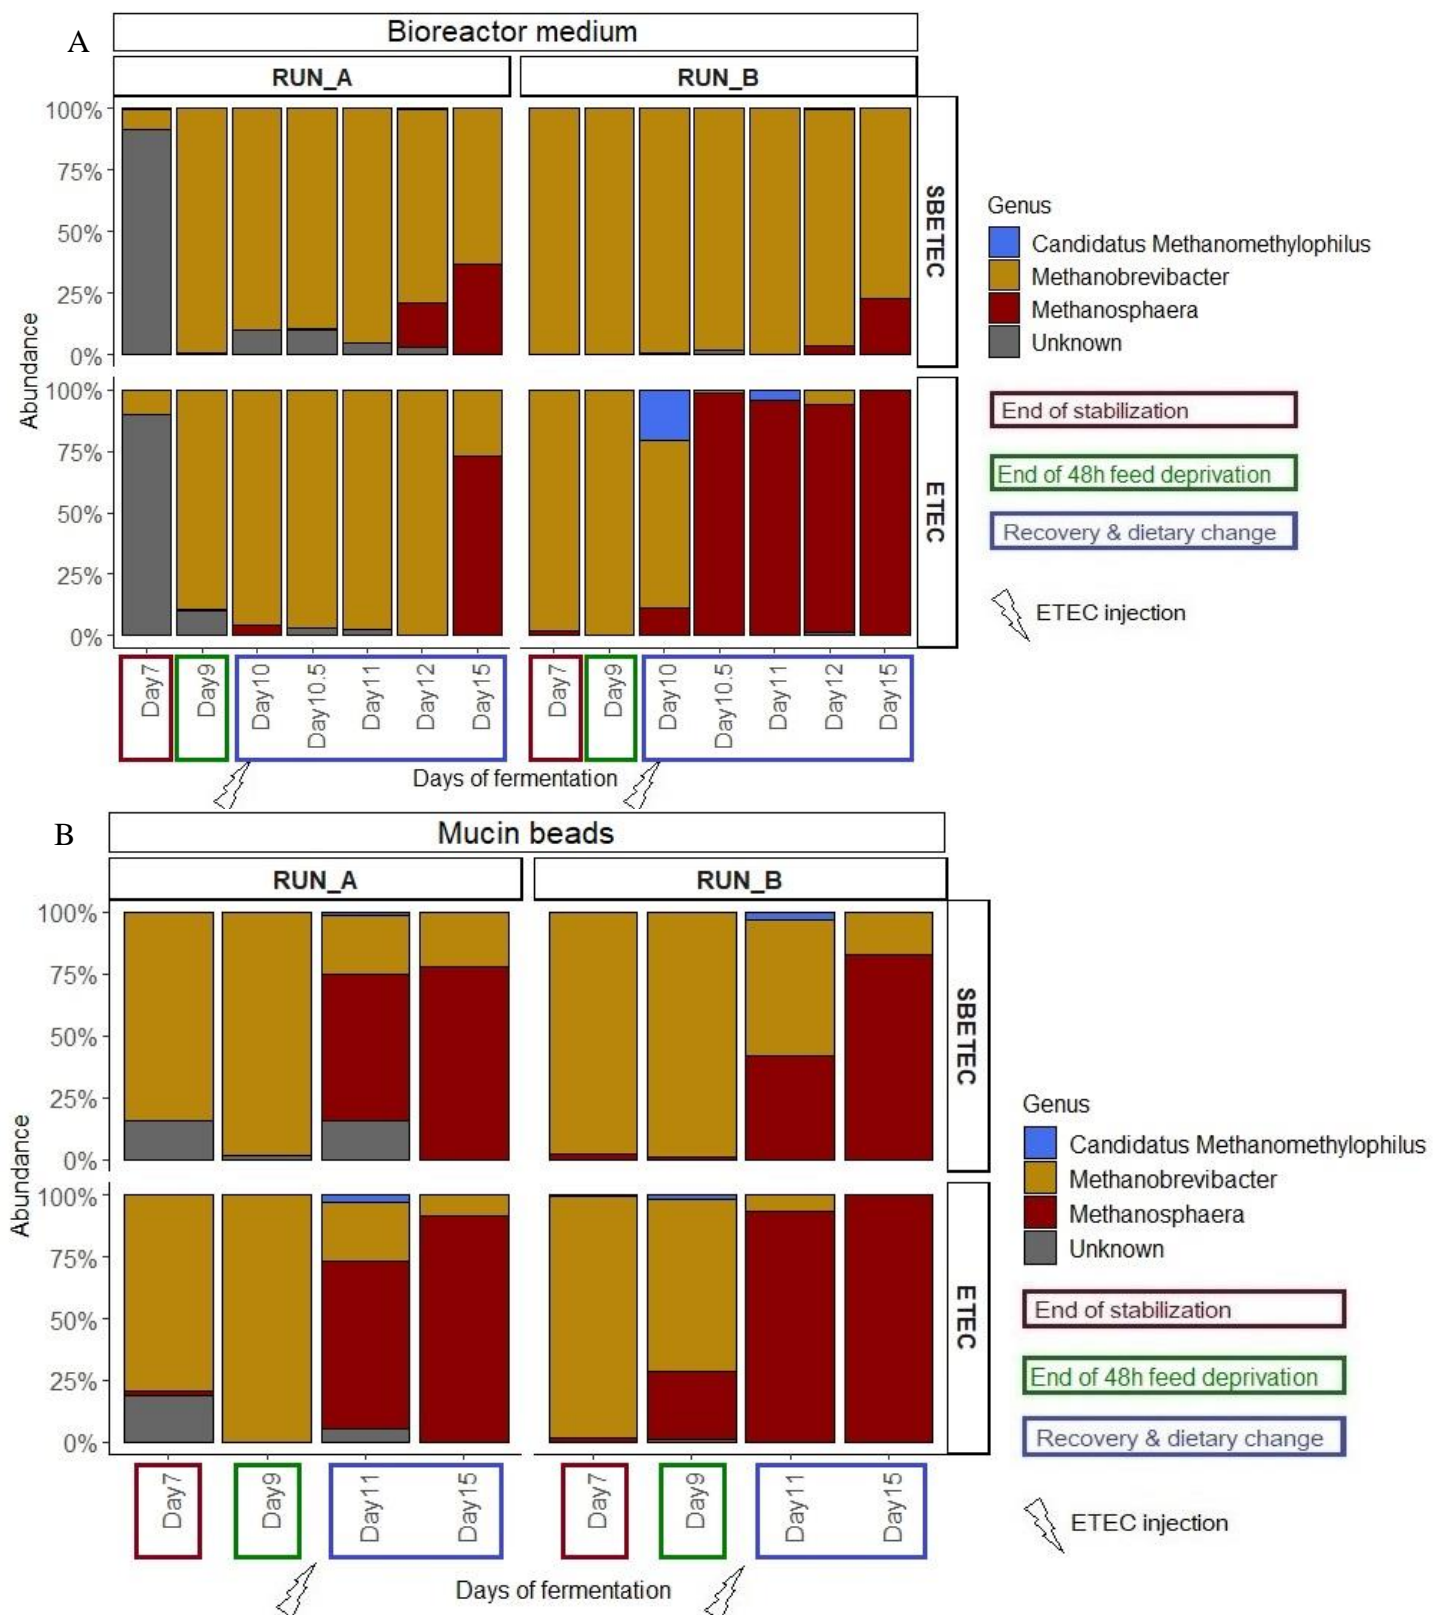 A
Bioreactor medium
RUN_A
RUN_B
100%
75%
50%
25%
0%
SBETEC
100%
75%
50%
25%
0%
ETEC
Abundance
Day7
Day9
Day10
Day10.5
Day11
Day12
Day15
Day7
Day9
Day10
Day10.5
Day11
Day12
Day15
Days of fermentation
Genus
Candidatus Methanomethylophilus
Methanobrevibacter
Methanosphaera
Unknown
End of stabilization
End of 48h feed deprivation
Recovery & dietary change
ETEC injection
B
Mucin beads
RUN_A
RUN_B
100%
75%
50%
25%
0%
SBETEC
100%
75%
50%
25%
0%
ETEC
Abundance
Day7
Day9
Day11
Day15
Day7
Day9
Day11
Day15
Days of fermentation
Genus
Candidatus Methanomethylophilus
Methanobrevibacter
Methanosphaera
Unknown
End of stabilization
End of 48h feed deprivation
Recovery & dietary change
ETEC injection